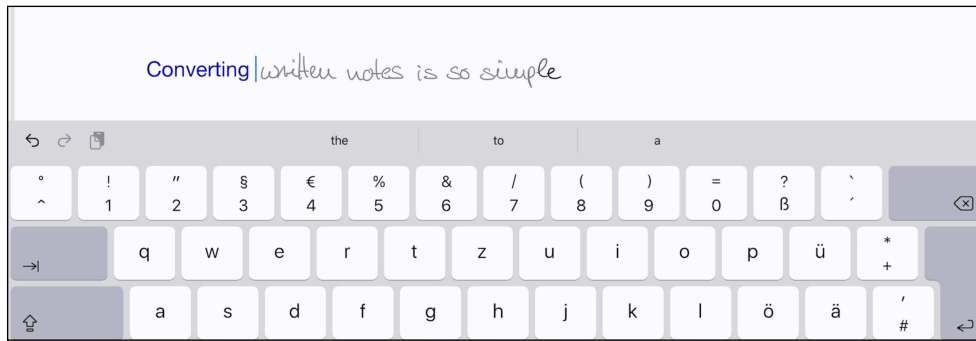 Converting written notes is so simple
the to a
° ! " § € % & / ( ) = ? `
^ 1 2 3 4 5 6 7 8 9 0 ß ´
q w e r t z u i o p ü *
+
a s d f g h j k l ö ä '
#